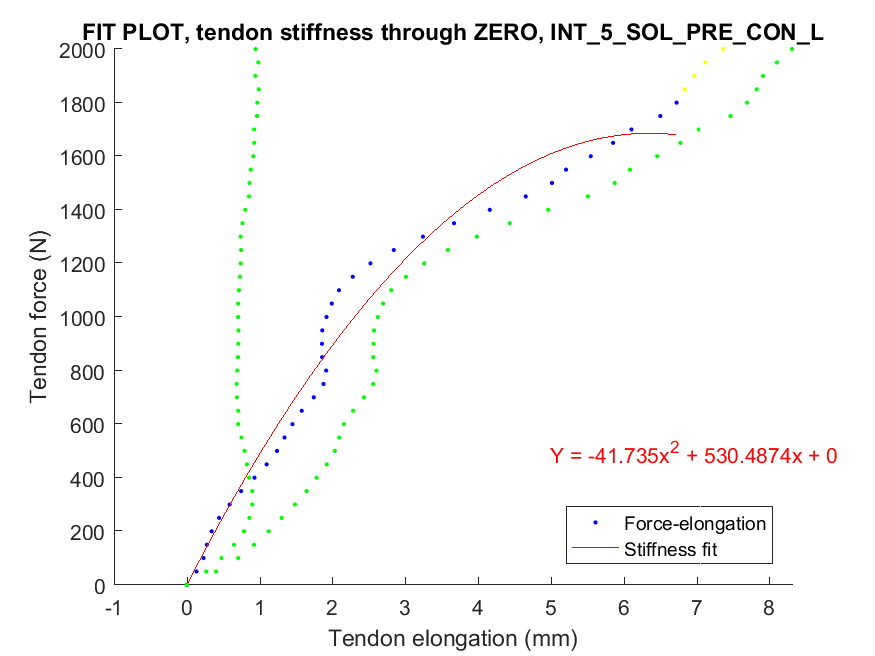 FIT PLOT, tendon stiffness through ZERO, INT_5_SOL_PRE_CON_L
2000
1800
1600
1400
1200
1000
800
600
400
200
0
Tendon force (N)
Y = -41.735x² + 530.4874x + 0
Force-elongation
Stiffness fit
-1 0 1 2 3 4 5 6 7 8
Tendon elongation (mm)